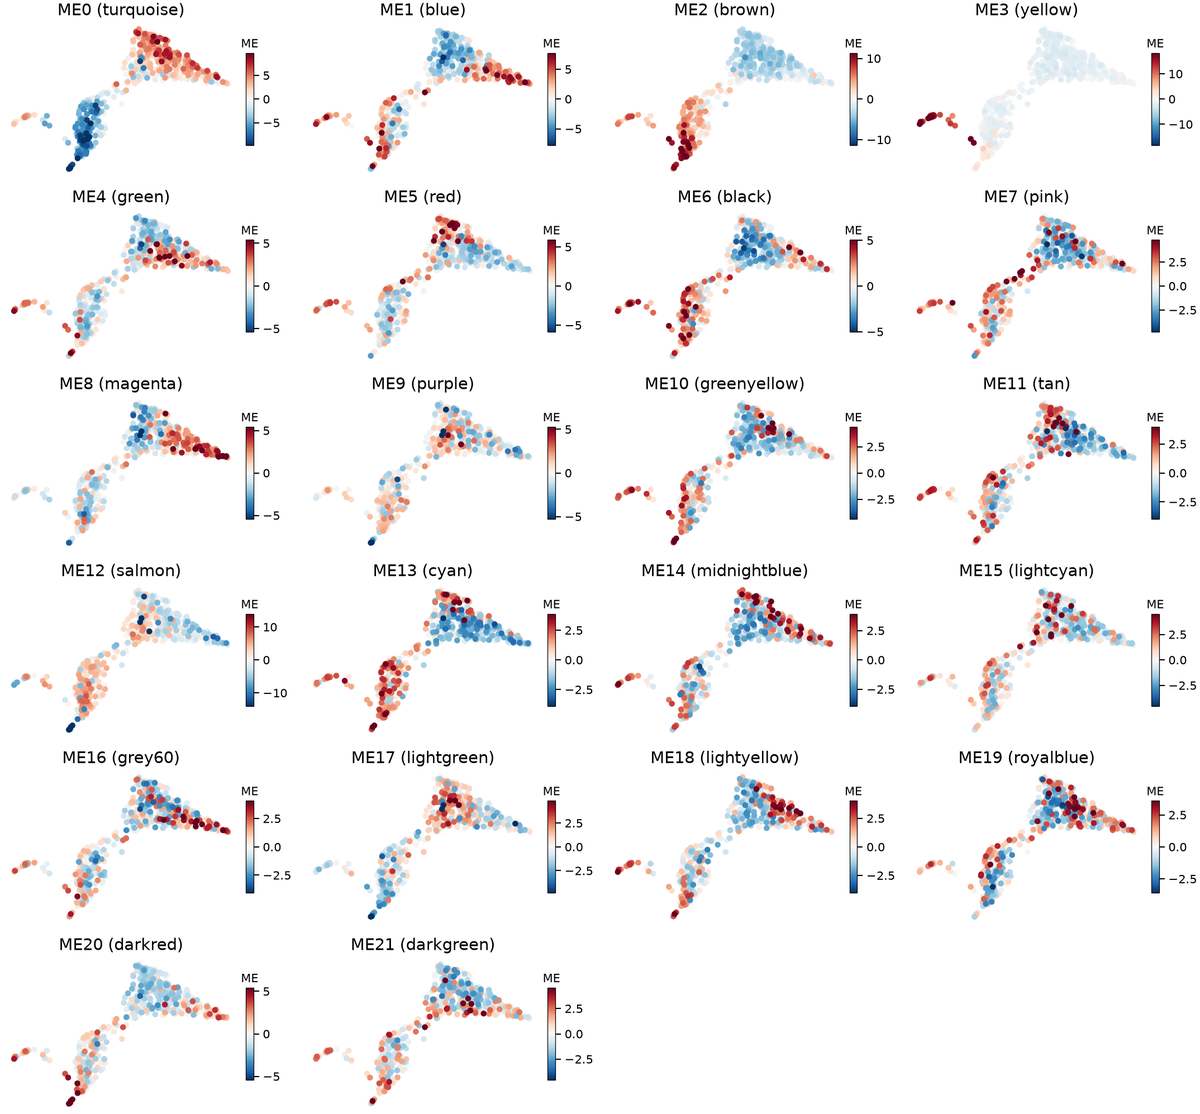 ME0 (turquoise)
ME
5
0
−5
ME1 (blue)
ME
5
0
−5
ME2 (brown)
ME
10
0
−10
ME3 (yellow)
ME
10
0
−10
ME4 (green)
ME
5
0
−5
ME5 (red)
ME
5
0
−5
ME6 (black)
ME
5
0
−5
ME7 (pink)
ME
2.5
0.0
−2.5
ME8 (magenta)
ME
5
0
−5
ME9 (purple)
ME
5
0
−5
ME10 (greenyellow)
ME
2.5
0.0
−2.5
ME11 (tan)
ME
2.5
0.0
−2.5
ME12 (salmon)
ME
10
0
−10
ME13 (cyan)
ME
2.5
0.0
−2.5
ME14 (midnightblue)
ME
2.5
0.0
−2.5
ME15 (lightcyan)
ME
2.5
0.0
−2.5
ME16 (grey60)
ME
2.5
0.0
−2.5
ME17 (lightgreen)
ME
2.5
0.0
−2.5
ME18 (lightyellow)
ME
2.5
0.0
−2.5
ME19 (royalblue)
ME
2.5
0.0
−2.5
ME20 (darkred)
ME
5
0
−5
ME21 (darkgreen)
ME
2.5
0.0
−2.5